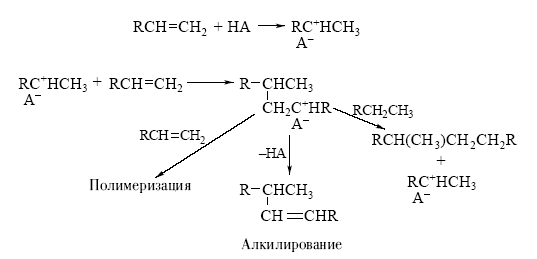 RCH=CH₂ + HA → RC⁺HCH₃
A⁻
RC⁺HCH₃ + RCH=CH₂ → R–CHCH₃
A⁻
CH₂C⁺HR
A⁻
RCH₂CH₃
RCH=CH₂
–HA
RCH(CH₃)CH₂CH₂R
+
RC⁺HCH₃
A⁻
Полимеризация
R–CHCH₃
CH=CHR
Алкилирование